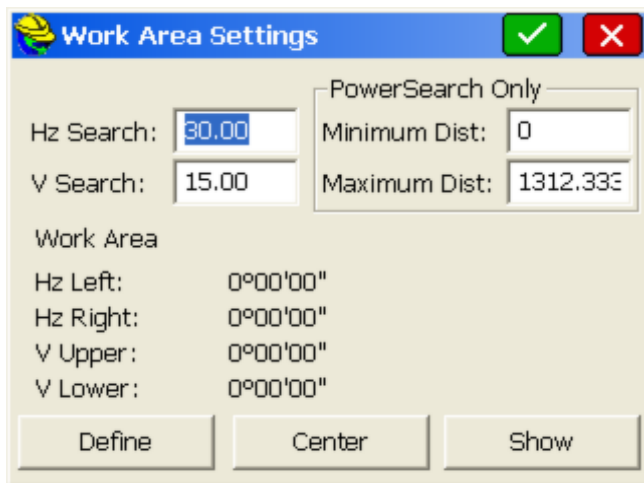 Work Area Settings
PowerSearch Only
Hz Search: 30.00 Minimum Dist: 0
V Search: 15.00 Maximum Dist: 1312.333
Work Area
Hz Left: 0°00'00"
Hz Right: 0°00'00"
V Upper: 0°00'00"
V Lower: 0°00'00"
Define Center Show